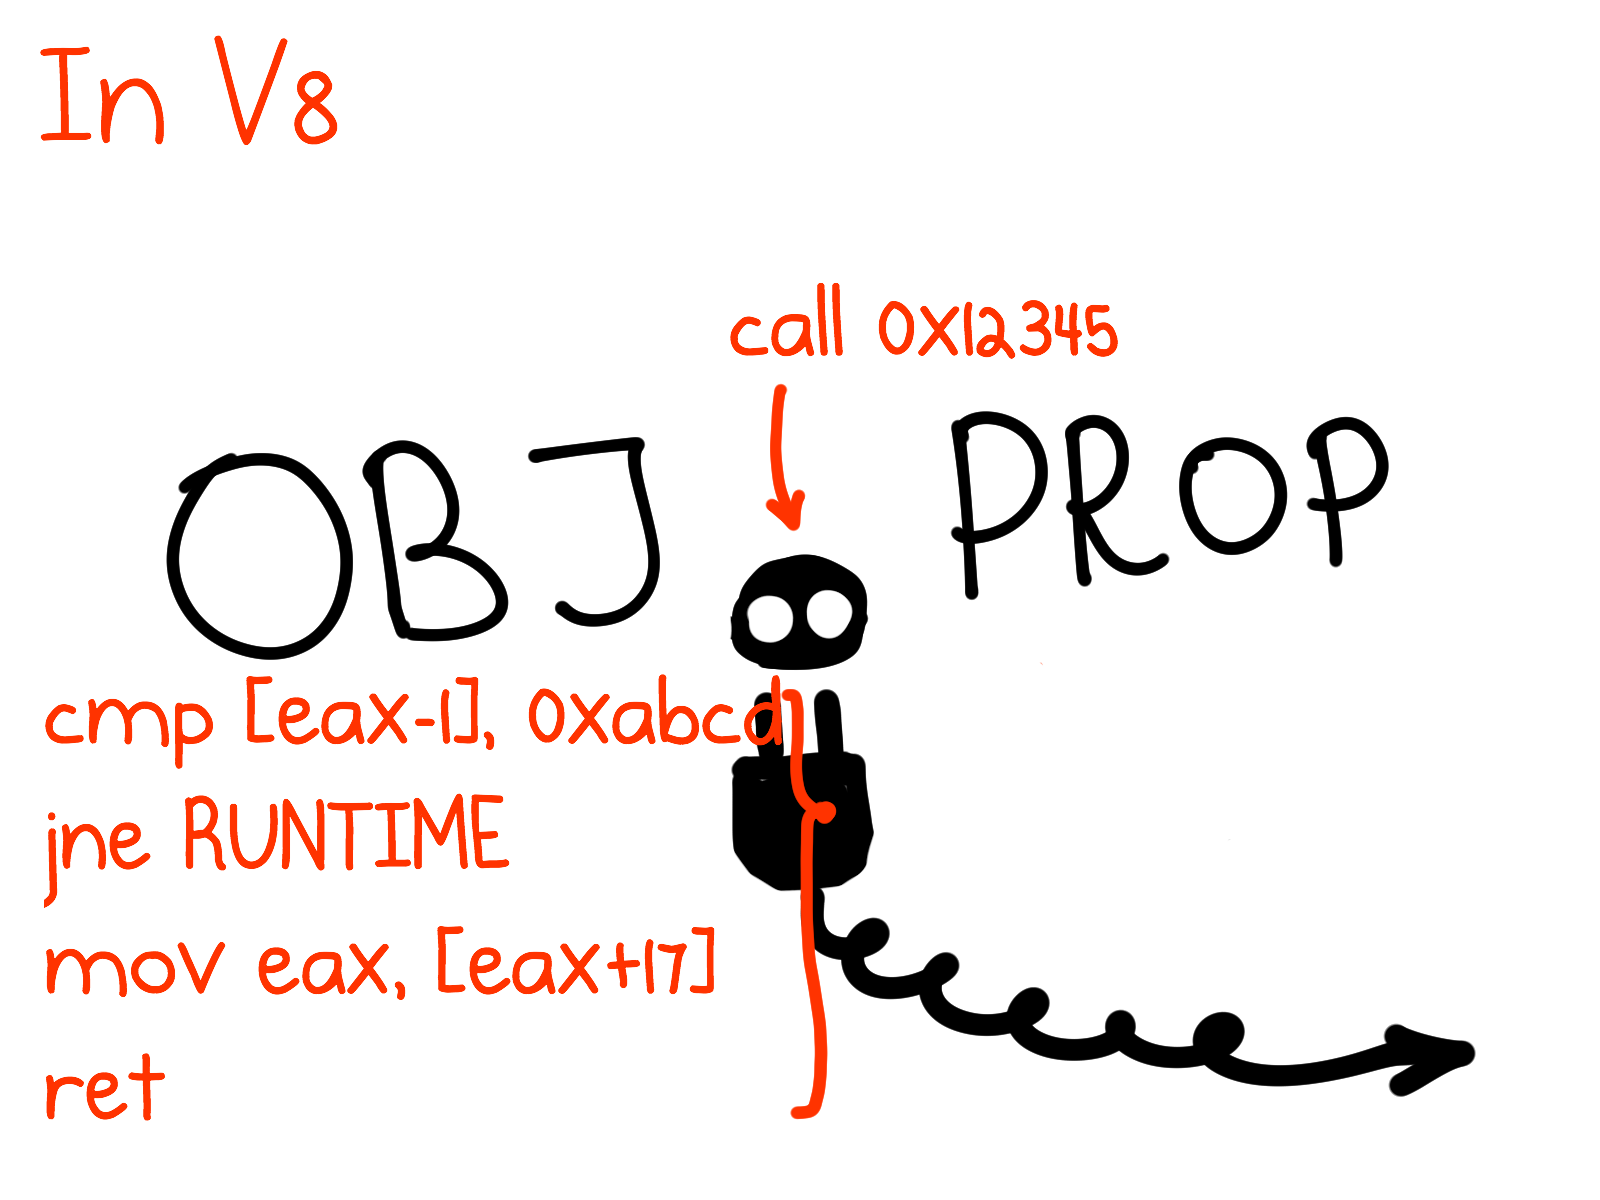 In V8
call 0x12345
OBJ PROP
cmp [eax-1], 0xabcd
jne RUNTIME
mov eax, [eax+17]
ret